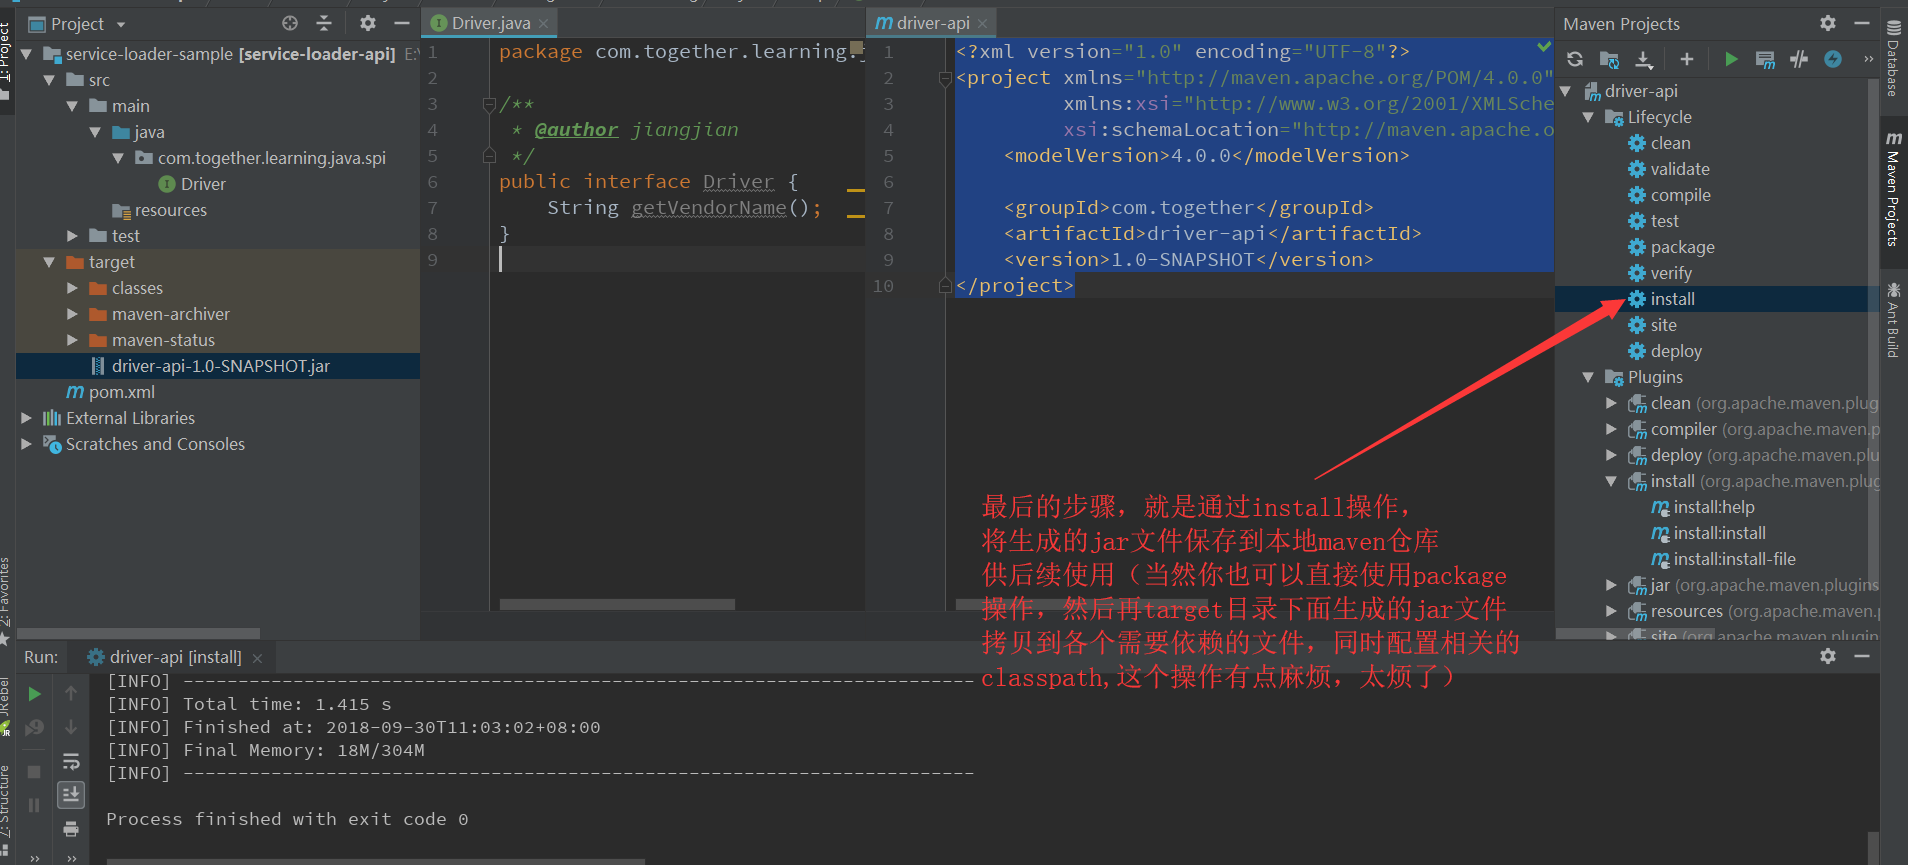 Project
service-loader-sample [service-loader-api]
src
main
java
com.together.learning.java.spi
Driver
resources
test
target
classes
maven-archiver
maven-status
driver-api-1.0-SNAPSHOT.jar
pom.xml
External Libraries
Scratches and Consoles
1: Project
2: Favorites
JRebel
7: Structure
Driver.java
1 package com.together.learning.
2
3 /**
4 * @author jiangjian
5 */
6 public interface Driver {
7 String getVendorName();
8 }
9
driver-api
1 <?xml version="1.0" encoding="UTF-8"?>
2 <project xmlns="http://maven.apache.org/POM/4.0.0"
3 xmlns:xsi="http://www.w3.org/2001/XMLSche
4 xsi:schemaLocation="http://maven.apache.o
5 <modelVersion>4.0.0</modelVersion>
6
7 <groupId>com.together</groupId>
8 <artifactId>driver-api</artifactId>
9 <version>1.0-SNAPSHOT</version>
10 </project>
最后的步骤，就是通过install操作，
将生成的jar文件保存到本地maven仓库
供后续使用（当然你也可以直接使用package
操作，然后再target目录下面生成的jar文件
拷贝到各个需要依赖的文件，同时配置相关的
classpath,这个操作有点麻烦，太烦了）
Maven Projects
driver-api
Lifecycle
clean
validate
compile
test
package
verify
install
site
deploy
Plugins
clean (org.apache.maven.plug
compiler (org.apache.maven.p
deploy (org.apache.maven.plu
install (org.apache.maven.plug
install:help
install:install
install:install-file
jar (org.apache.maven.plugins
resources (org.apache.maven.p
site (org.apache.maven.plugin
Database
Maven Projects
Ant Build
Run: driver-api [install]
[INFO] ------------------------------------------------------------------------
[INFO] Total time: 1.415 s
[INFO] Finished at: 2018-09-30T11:03:02+08:00
[INFO] Final Memory: 18M/304M
[INFO] ------------------------------------------------------------------------
Process finished with exit code 0